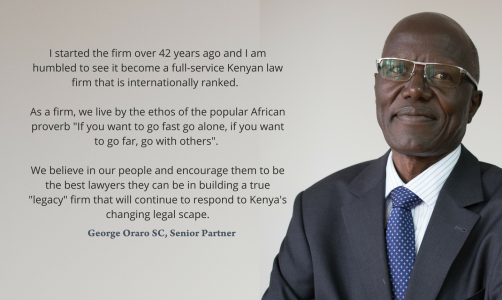 I started the firm over 42 years ago and I am
humbled to see it become a full-service Kenyan law
firm that is internationally ranked.
As a firm, we live by the ethos of the popular African
proverb "If you want to go fast go alone, if you want
to go far, go with others".
We believe in our people and encourage them to be
the best lawyers they can be in building a true
"legacy" firm that will continue to respond to Kenya's
changing legal scape.
George Oraro SC, Senior Partner